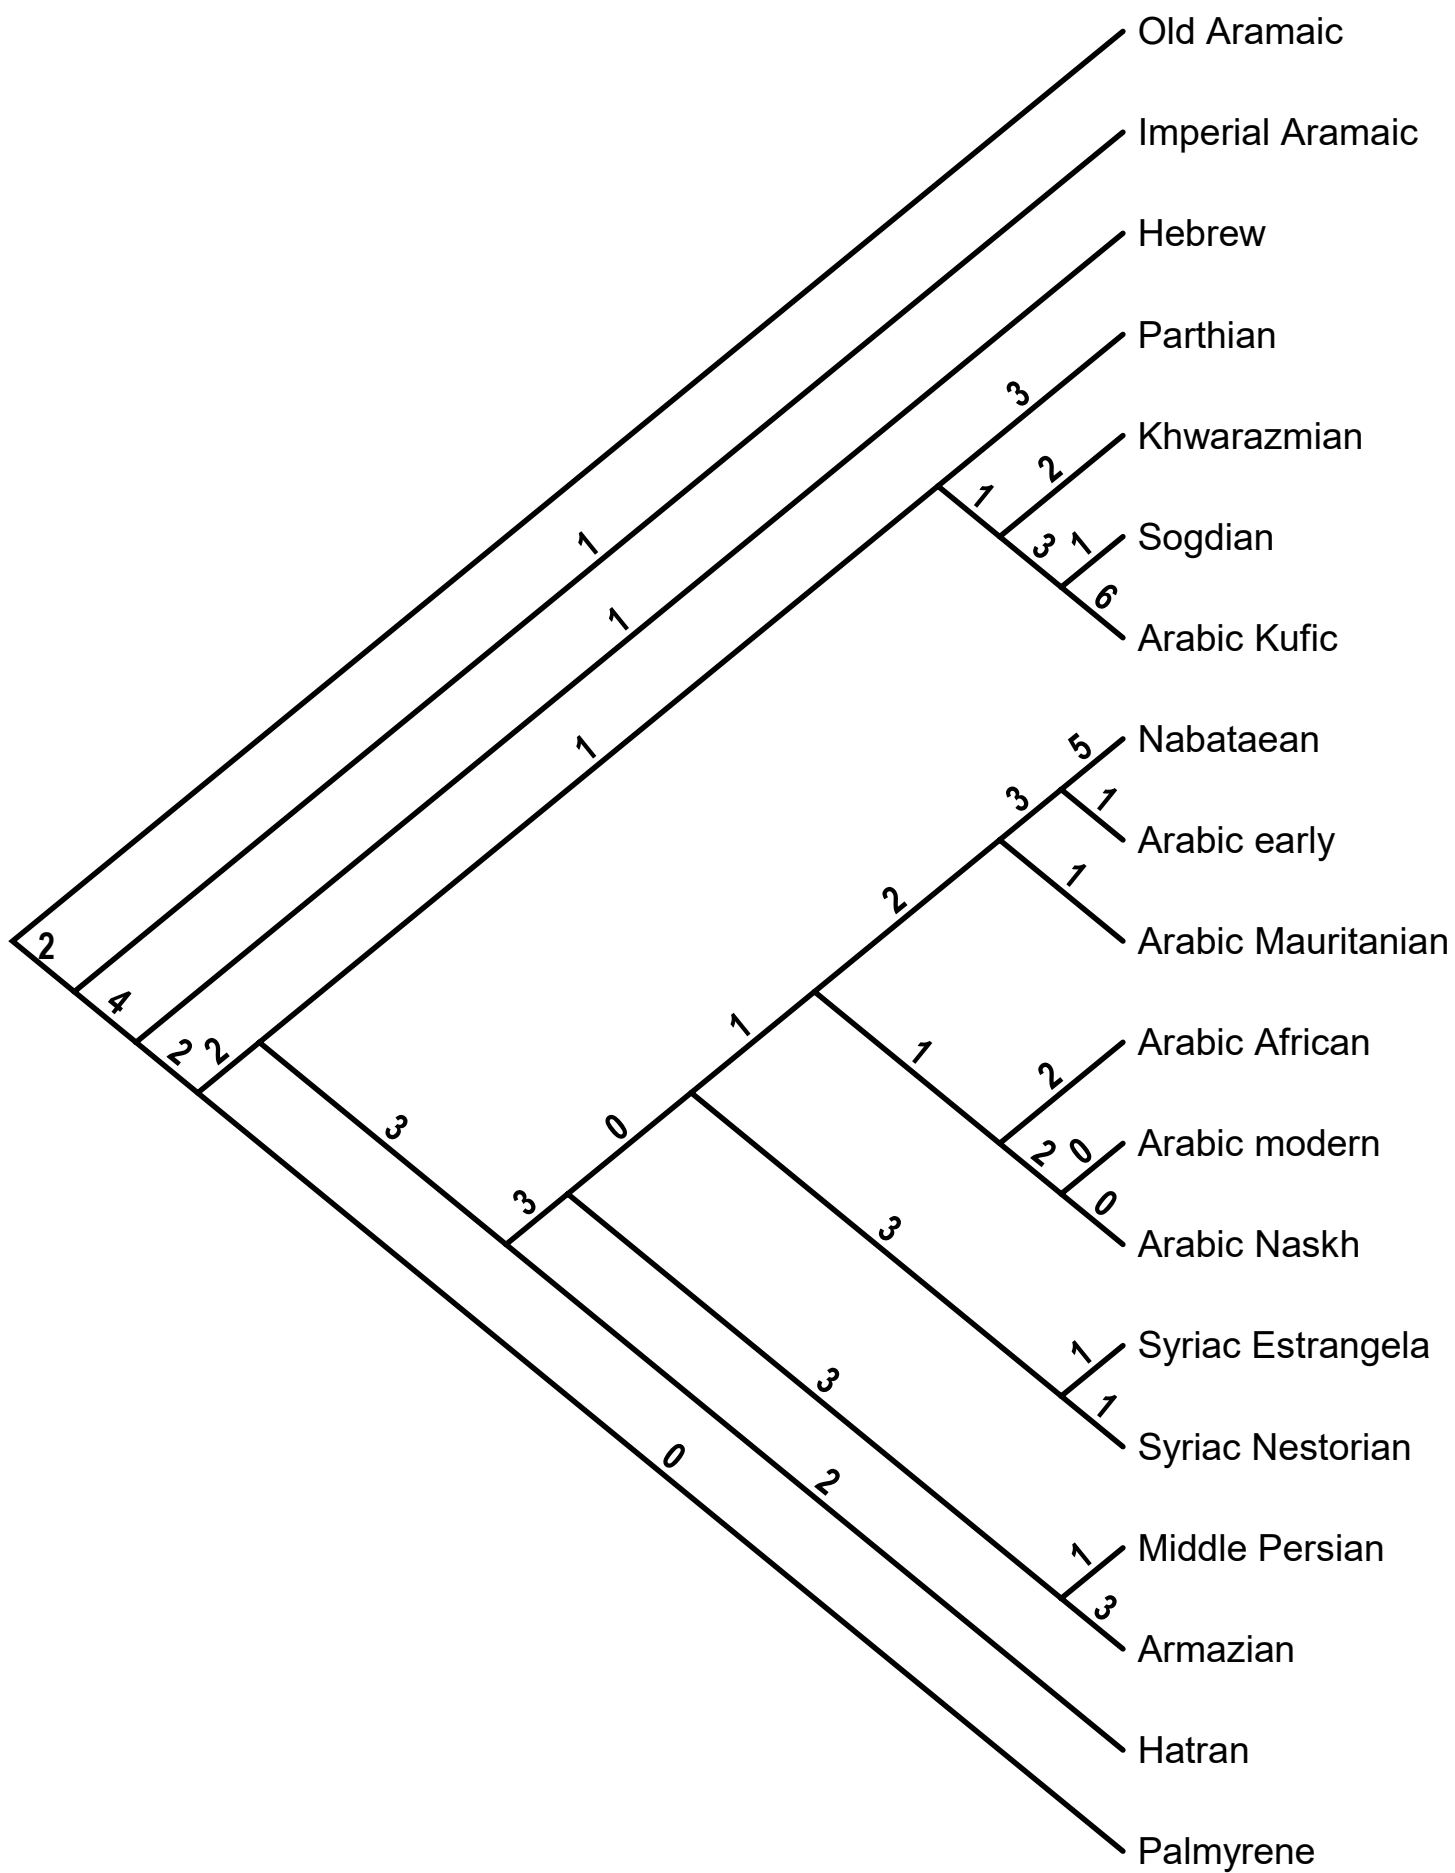 Old Aramaic
Imperial Aramaic
Hebrew
Parthian
3
Khwarazmian
2
1
Sogdian
3 1
1
6
1
Arabic Kufic
1
Nabataean
5
3
1
Arabic early
1
2
Arabic Mauritanian
2
4
1
Arabic African
2 2
1
2
3
0
Arabic modern
2 0
3
0
3
Arabic Naskh
Syriac Estrangela
1
3
1
Syriac Nestorian
0
2
Middle Persian
1
3
Armazian
Hatran
Palmyrene